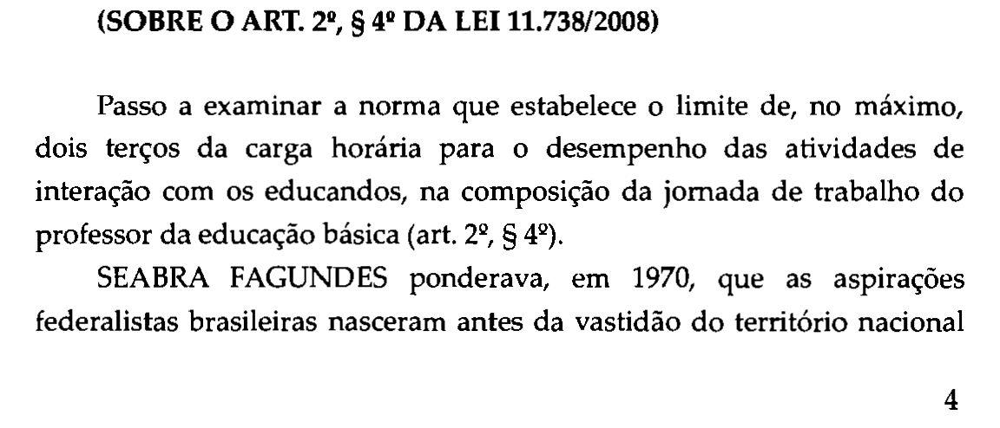 (SOBRE O ART. 2º, § 4º DA LEI 11.738/2008)
Passo a examinar a norma que estabelece o limite de, no máximo,
dois terços da carga horária para o desempenho das atividades de
interação com os educandos, na composição da jornada de trabalho do
professor da educação básica (art. 2º, § 4º).
SEABRA FAGUNDES ponderava, em 1970, que as aspirações
federalistas brasileiras nasceram antes da vastidão do território nacional
4